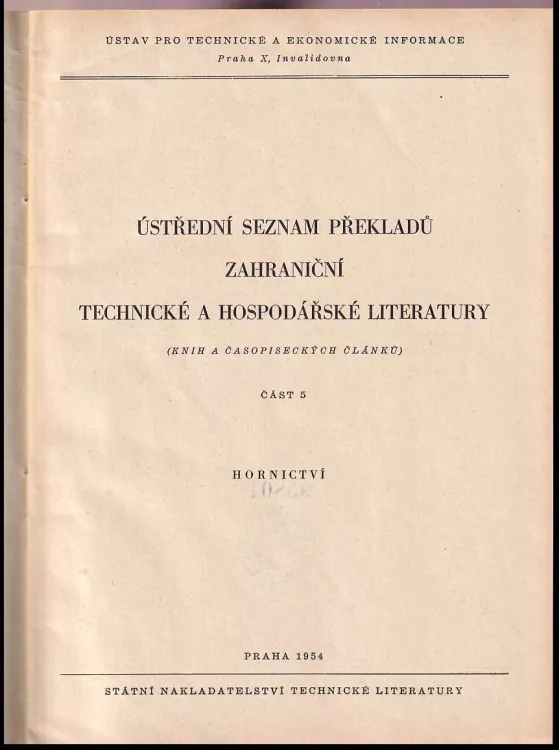 ÚSTAV PRO TECHNICKÉ A EKONOMICKÉ INFORMACE
Praha X, Invalidovna
ÚSTŘEDNÍ SEZNAM PŘEKLADŮ
ZAHRANIČNÍ
TECHNICKÉ A HOSPODÁŘSKÉ LITERATURY
(KNIH A ČASOPISECKÝCH ČLÁNKŮ)
ČÁST 5
HORNICTVÍ
PRAHA 1954
STÁTNÍ NAKLADATELSTVÍ TECHNICKÉ LITERATURY